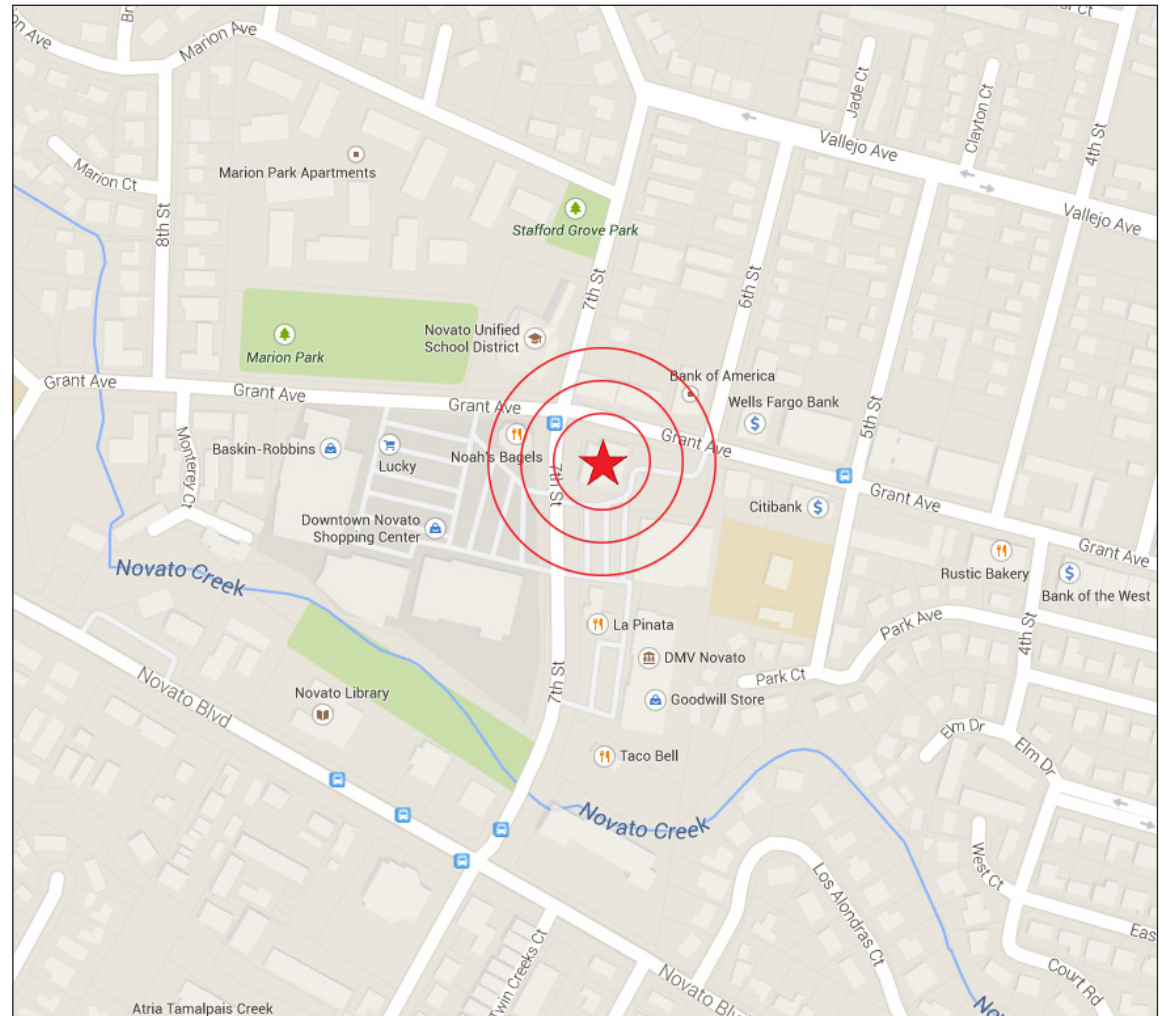 Marion Ave
Jade Ct
Clayton Ct
4th St
Vallejo Ave
Marion Park Apartments
Marion Ct
8th St
Stafford Grove Park
Vallejo Ave
7th St
6th St
Novato Unified
School District
Marion Park
Grant Ave
Grant Ave
Grant Ave
Bank of America
Wells Fargo Bank
5th St
Monterey Ct
Baskin-Robbins
Lucky
Noah's Bagels
Grant Ave
7th St
Citibank
Grant Ave
Downtown Novato
Shopping Center
Grant Ave
Rustic Bakery
Bank of the West
Novato Creek
La Pinata
Park Ave
4th St
DMV Novato
Park Ct
7th St
Novato Blvd
Novato Library
Goodwill Store
Elm Dr
Elm Dr
Taco Bell
Novato Creek
West Ct
Los Alondras Ct
Twin Creeks Ct
Eas
Court Rd
Novato Blv
No
Atria Tamalpais Creek